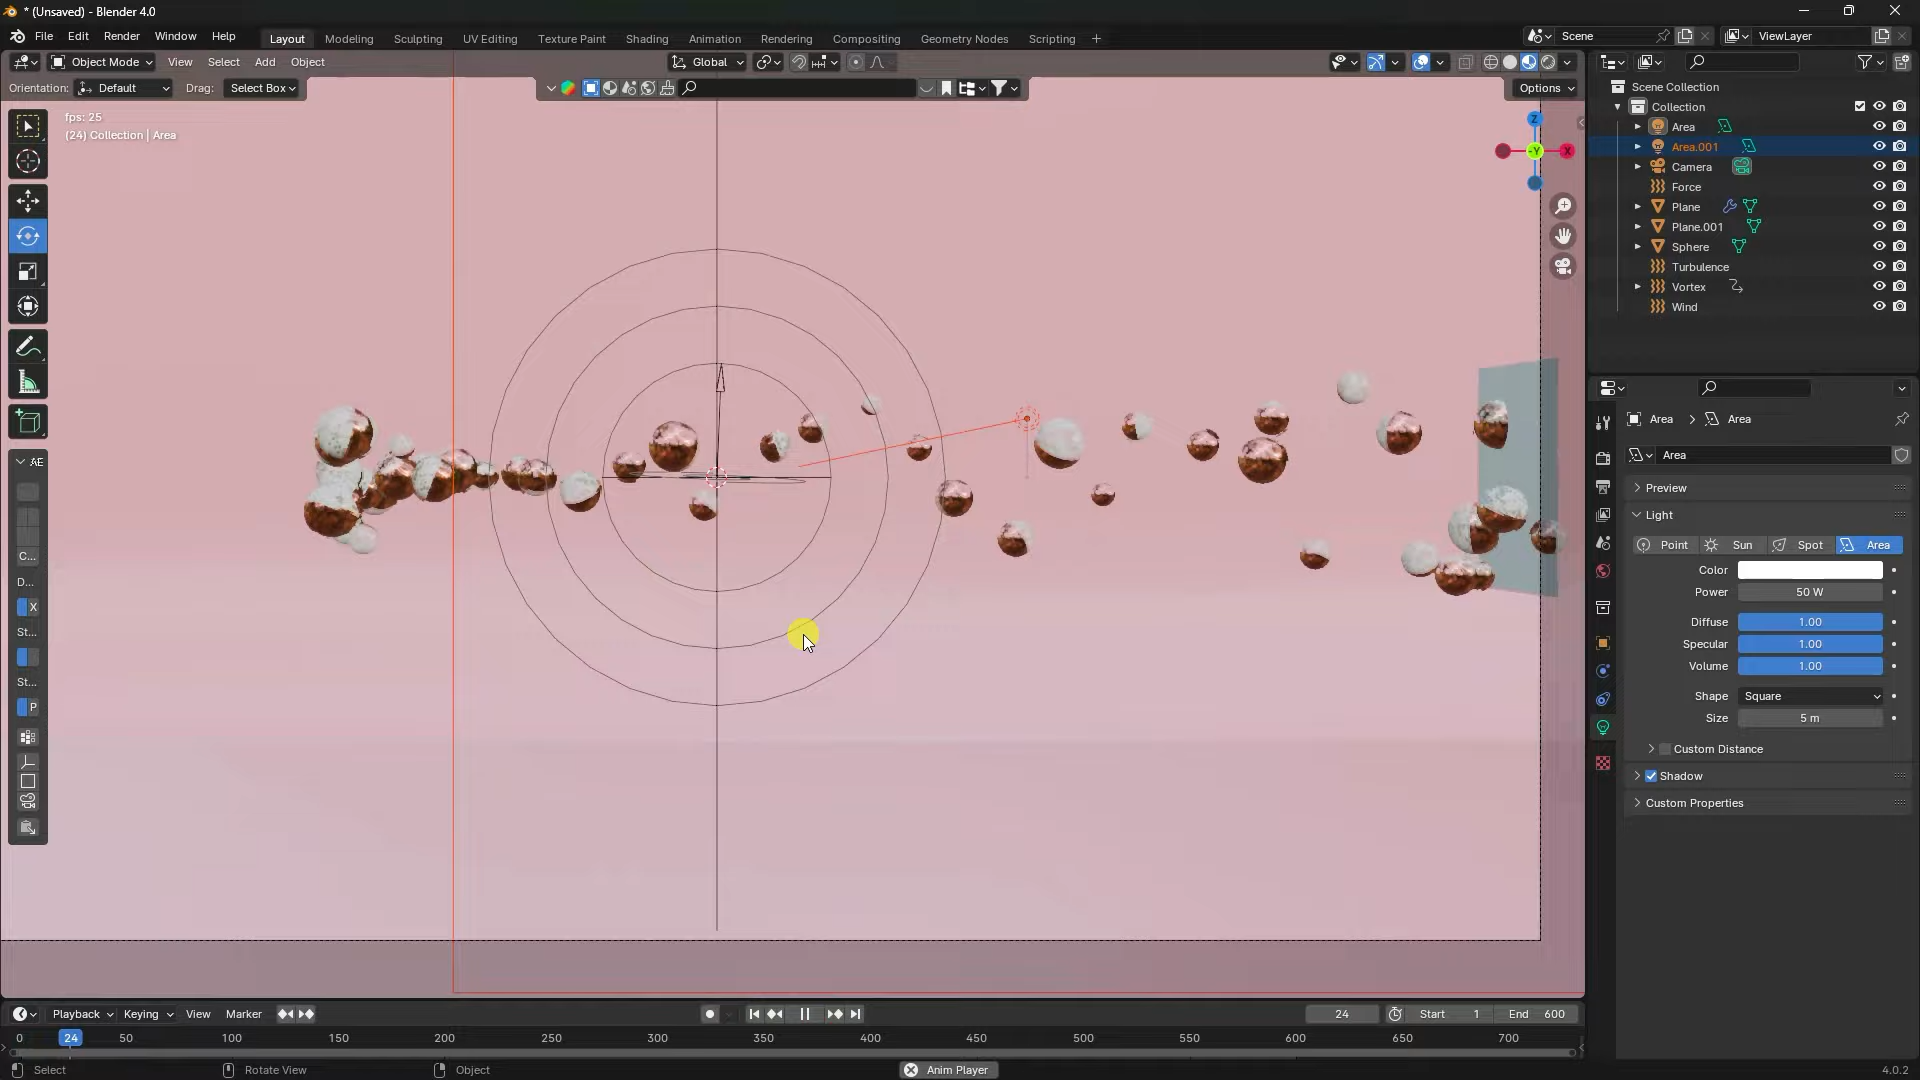 * (Unsaved) - Blender 4.0
File Edit Render Window Help
Layout Modeling Sculpting UV Editing Texture Paint Shading Animation Rendering Compositing Geometry Nodes Scripting +
Scene ViewLayer
Object Mode View Select Add Object
Global
Orientation: Default Drag: Select Box
Options
fps: 25
(24) Collection | Area
Z
-Y X
AE
C...
D...
X
St...
St...
P
Scene Collection
Collection
Area
Area.001
Camera
Force
Plane
Plane.001
Sphere
Turbulence
Vortex
Wind
Area > Area
Area
Preview
Light
Point Sun Spot Area
Color
Power 50 W
Diffuse 1.00
Specular 1.00
Volume 1.00
Shape Square
Size 5 m
Custom Distance
Shadow
Custom Properties
Playback Keying View Marker
24 Start 1 End 600
0 24 50 100 150 200 250 300 350 400 450 500 550 600 650 700
Select Rotate View Object Anim Player 4.0.2